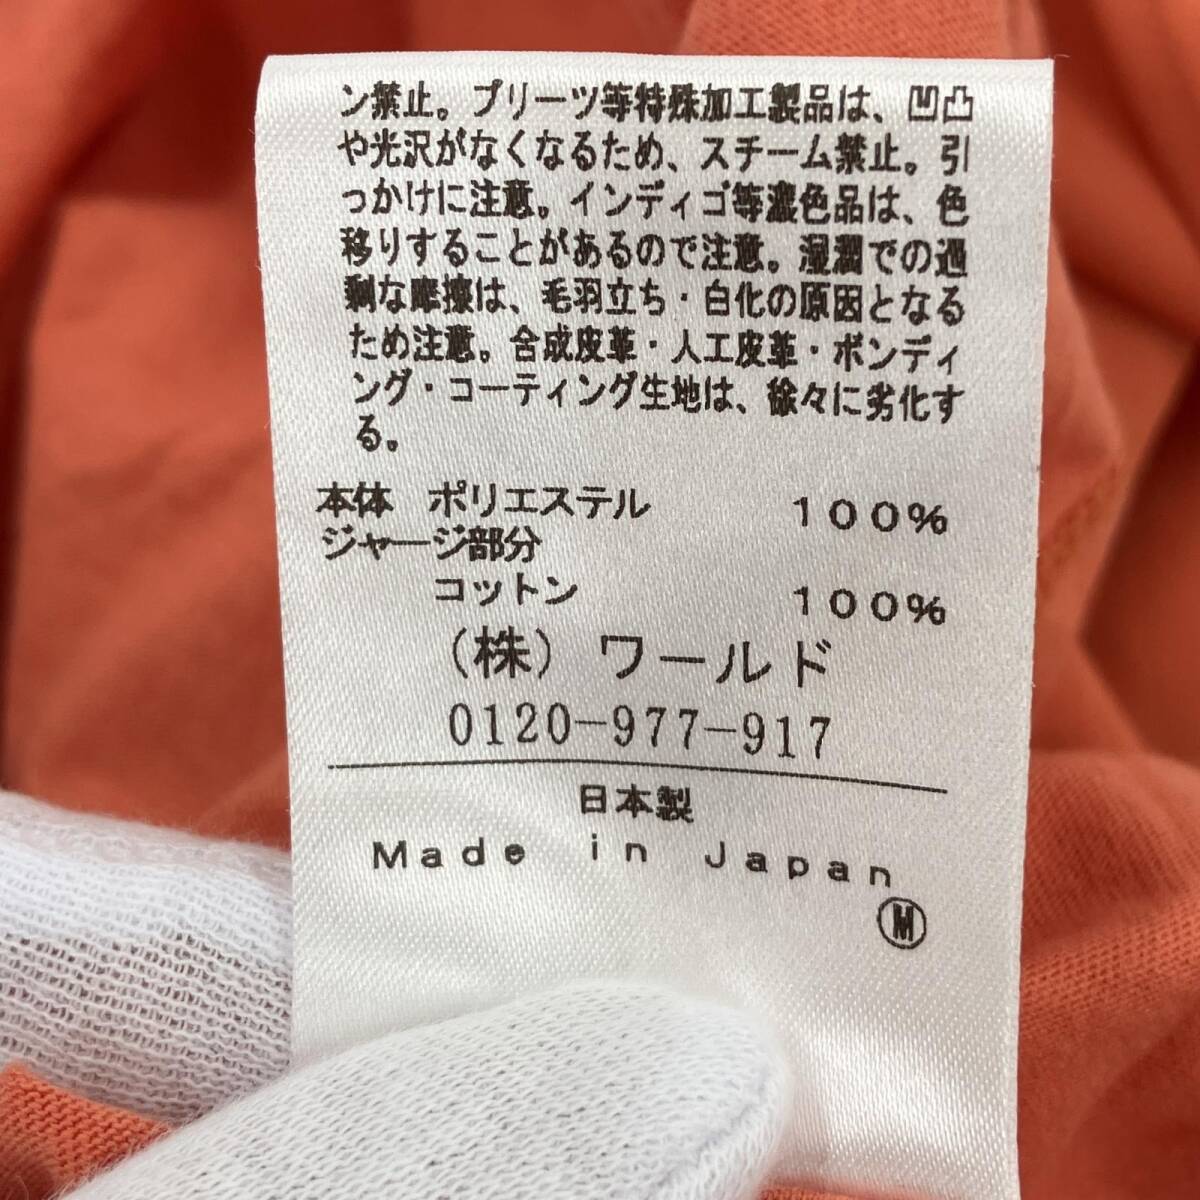 ン禁止。プリーツ等特殊加工製品は、凹凸
や光沢がなくなるため、スチーム禁止。引
っかけに注意。インディゴ等濃色品は、色
移りすることがあるので注意。湿潤での過
剰な摩擦は、毛羽立ち・白化の原因となる
ため注意。合成皮革・人工皮革・ボンディ
ング・コーティング生地は、徐々に劣化す
る。
本体 ポリエステル 100%
ジャージ部分
コットン 100%
(株) ワールド
0120-977-917
日本製
Made in Japan
Ⓜ